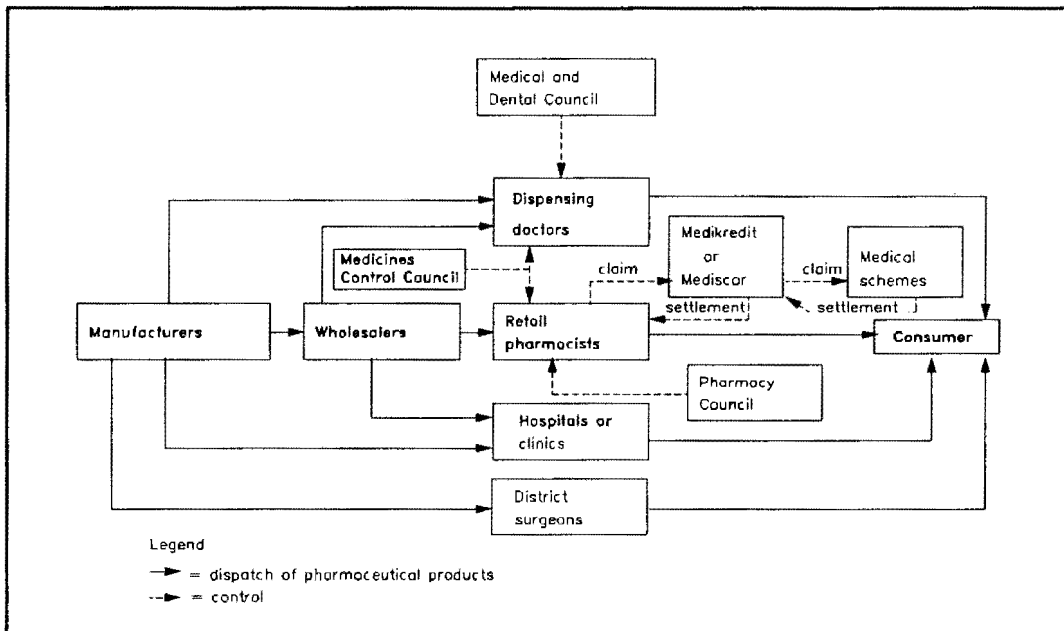 Medical and
Dental Council
Dispensing
doctors
Medicines
Control Council
Medikredit
or
Mediscor
Medical
schemes
claim
claim
settlement
settlement
Manufacturers
Wholesalers
Retail
pharmocists
Consumer
Pharmacy
Council
Hospitals or
clinics
District
surgeons
Legend
= dispatch of pharmaceutical products
= control